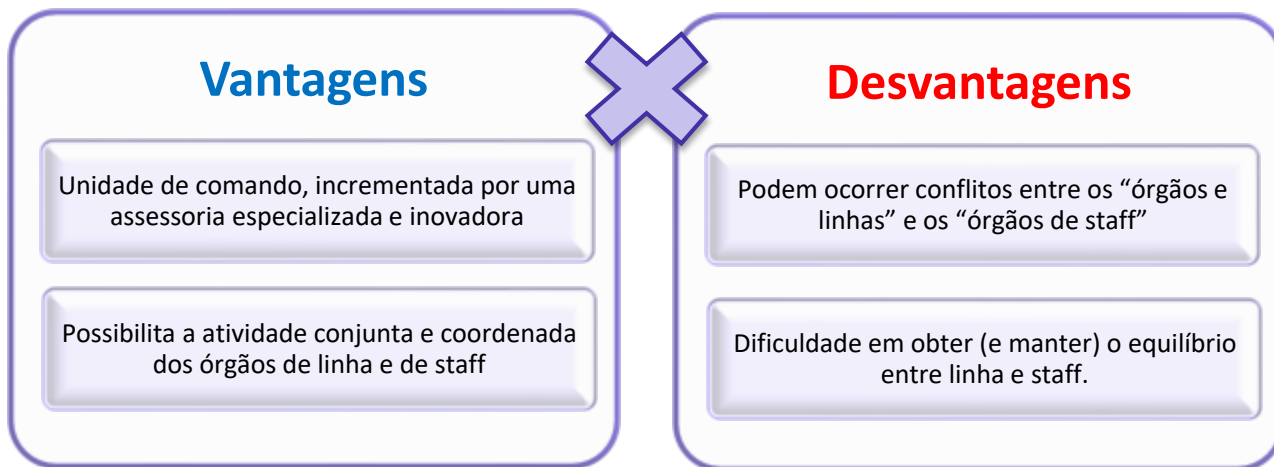 Vantagens
Unidade de comando, incrementada por uma
assessoria especializada e inovadora
Possibilita a atividade conjunta e coordenada
dos órgãos de linha e de staff
Desvantagens
Podem ocorrer conflitos entre os “órgãos e
linhas” e os “órgãos de staff”
Dificuldade em obter (e manter) o equilíbrio
entre linha e staff.